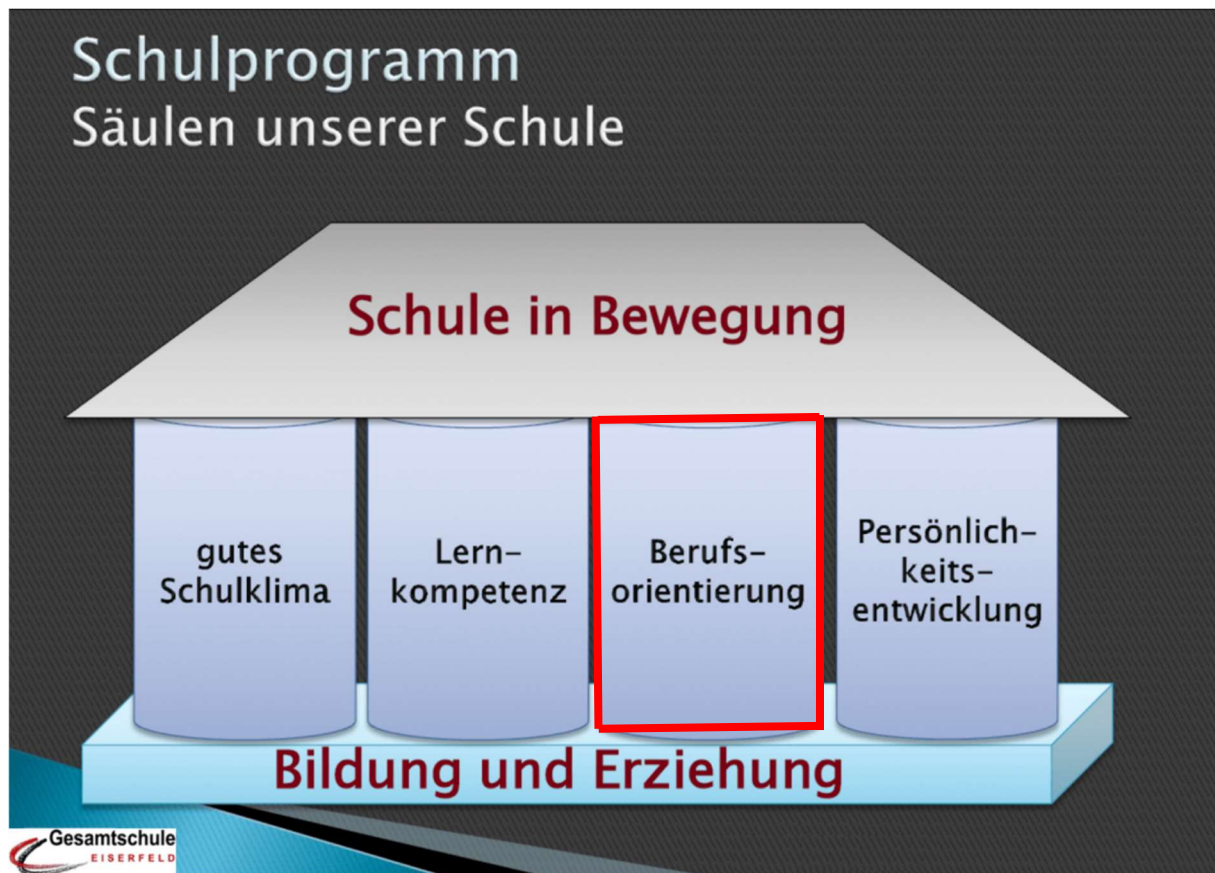 Schulprogramm
Säulen unserer Schule
Schule in Bewegung
gutes
Schulklima
Lern-
kompetenz
Berufs-
orientierung
Persönlich-
keits-
entwicklung
Bildung und Erziehung
Gesamtschule
EISERFELD